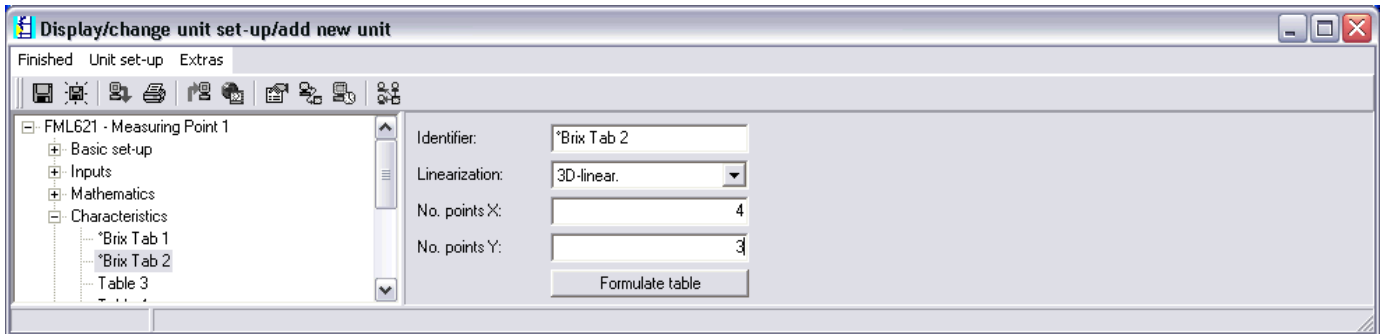 Display/change unit set-up/add new unit
Finished Unit set-up Extras
FML621 - Measuring Point 1
Basic set-up
Inputs
Mathematics
Characteristics
°Brix Tab 1
°Brix Tab 2
Table 3
Identifier: °Brix Tab 2
Linearization: 3D-linear.
No. points X: 4
No. points Y: 3
Formulate table